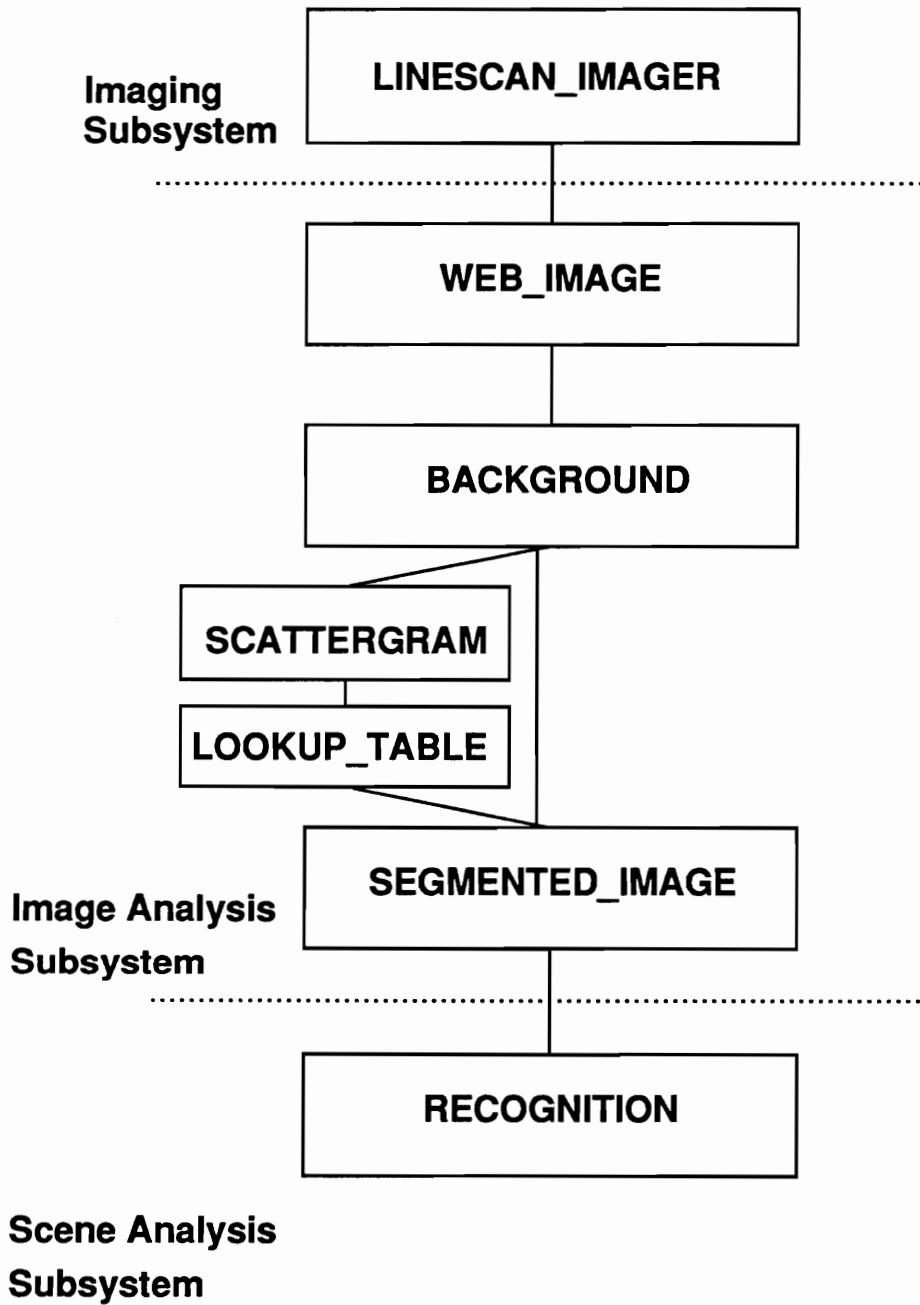 LINESCAN_IMAGER
Imaging
Subsystem
WEB_IMAGE
BACKGROUND
SCATTERGRAM
LOOKUP_TABLE
SEGMENTED_IMAGE
Image Analysis
Subsystem
RECOGNITION
Scene Analysis
Subsystem